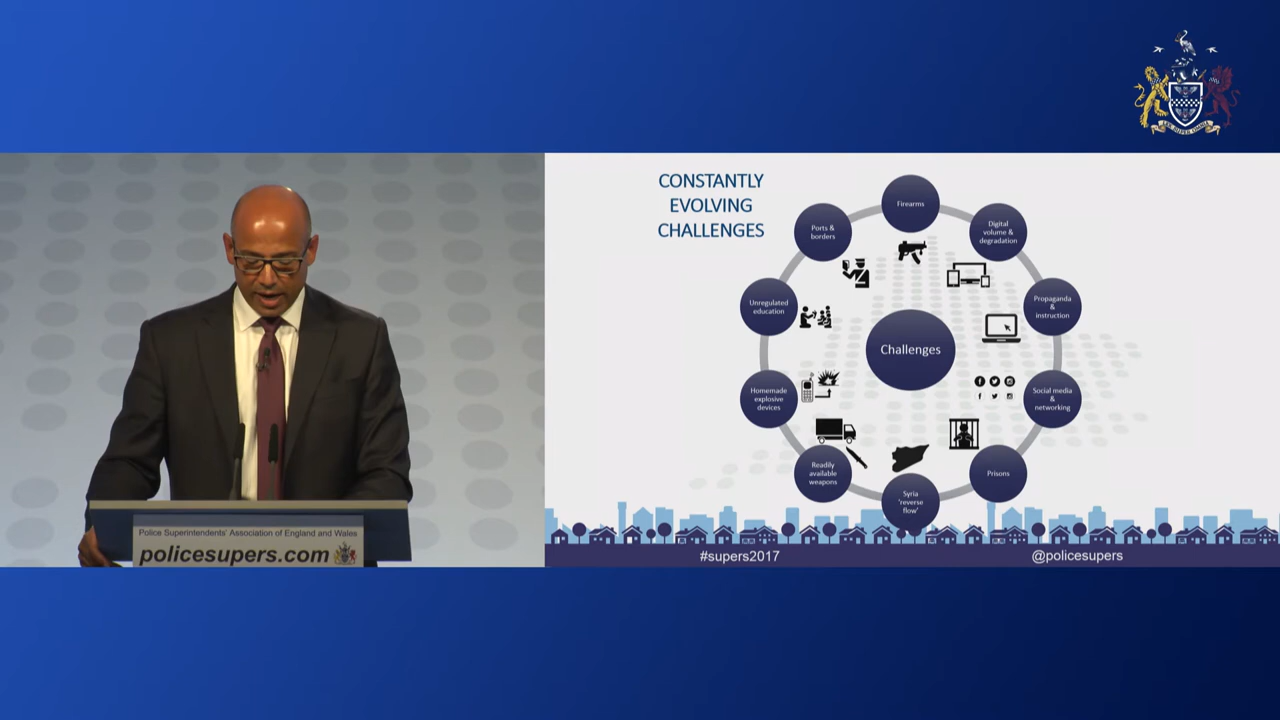 CONSTANTLY
EVOLVING
CHALLENGES
Firearms
Digital
volume &
degradation
Propaganda
&
instruction
Social media
&
networking
Prisons
Syria
'reverse
flow'
Readily
available
weapons
Homemade
explosive
devices
Unregulated
education
Ports &
borders
Challenges
#supers2017
@policesupers
Police Superintendents' Association of England and Wales
policesupers.com